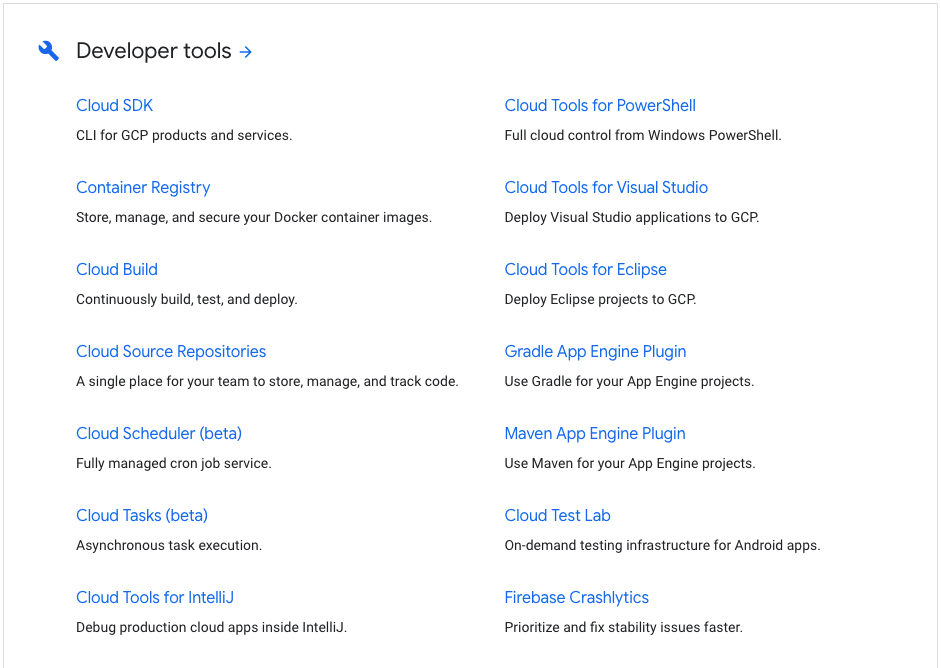 Developer tools →
Cloud SDK
CLI for GCP products and services.
Container Registry
Store, manage, and secure your Docker container images.
Cloud Build
Continuously build, test, and deploy.
Cloud Source Repositories
A single place for your team to store, manage, and track code.
Cloud Scheduler (beta)
Fully managed cron job service.
Cloud Tasks (beta)
Asynchronous task execution.
Cloud Tools for IntelliJ
Debug production cloud apps inside IntelliJ.
Cloud Tools for PowerShell
Full cloud control from Windows PowerShell.
Cloud Tools for Visual Studio
Deploy Visual Studio applications to GCP.
Cloud Tools for Eclipse
Deploy Eclipse projects to GCP.
Gradle App Engine Plugin
Use Gradle for your App Engine projects.
Maven App Engine Plugin
Use Maven for your App Engine projects.
Cloud Test Lab
On-demand testing infrastructure for Android apps.
Firebase Crashlytics
Prioritize and fix stability issues faster.